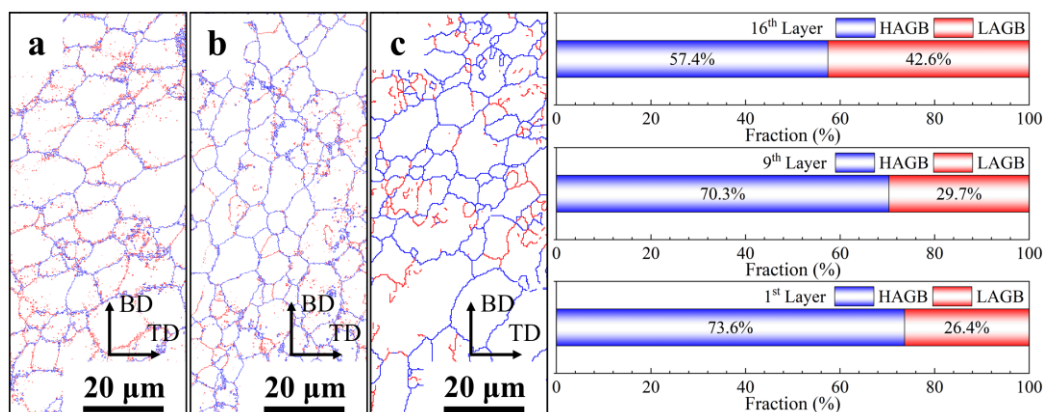 a
BD
TD
20 µm
b
BD
TD
20 µm
c
BD
TD
20 µm
16th Layer HAGB LAGB
57.4% 42.6%
0 20 40 60 80 100
Fraction (%)
9th Layer HAGB LAGB
70.3% 29.7%
0 20 40 60 80 100
Fraction (%)
1st Layer HAGB LAGB
73.6% 26.4%
0 20 40 60 80 100
Fraction (%)